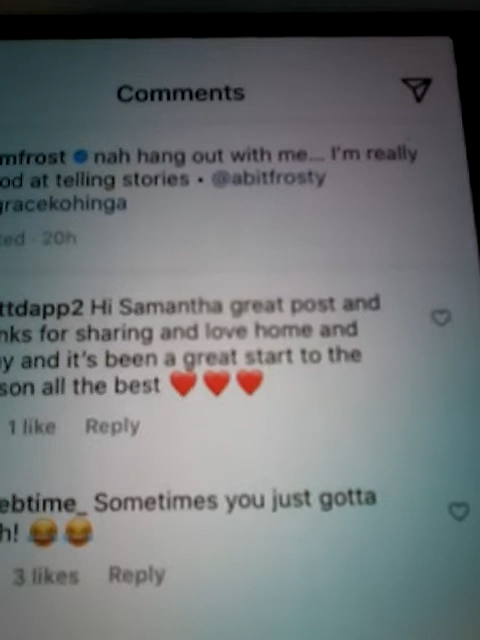 Comments
mfrost nah hang out with me... I'm really
od at telling stories • @abitfrosty
gracekohinga
ted · 20h
ttdapp2 Hi Samantha great post and
nks for sharing and love home and
y and it's been a great start to the
son all the best ❤️❤️❤️
1 like Reply
ebtime_ Sometimes you just gotta
h! 😂😂
3 likes Reply